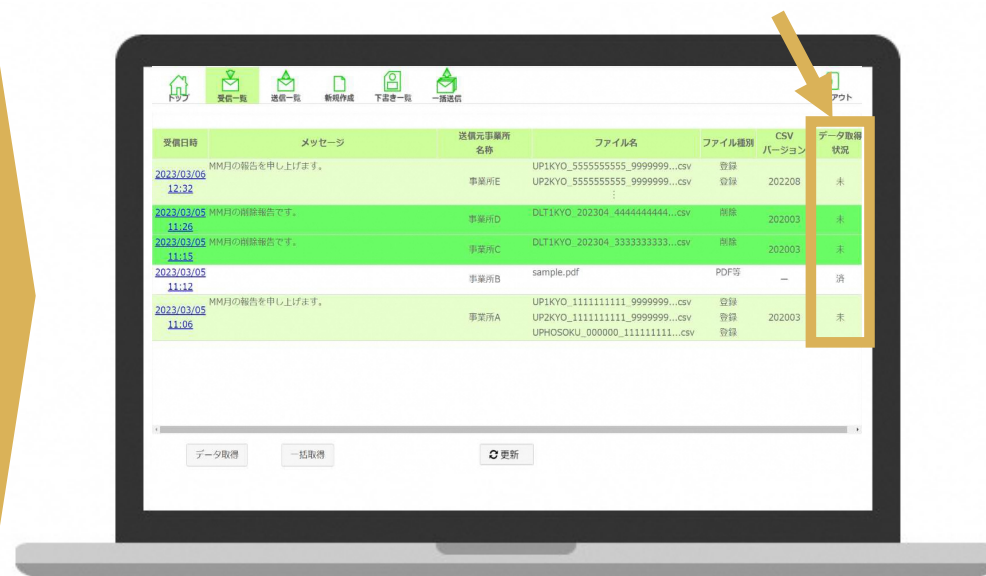 トップ 受信一覧 送信一覧 新規作成 下書き一覧 一括送信 アウト
受信日時 メッセージ 送信元事業所 名称 ファイル名 ファイル種別 CSV バージョン データ取得 状況
2023/03/06 12:32 MM月の報告を申し上げます。 事業所E UP1KYO_5555555555_9999999...csv 登録 202208 未
UP2KYO_5555555555_9999999...csv 登録
⋮
2023/03/05 11:26 MM月の削除報告です。 事業所D DLT1KYO_202304_4444444444...csv 削除 202003 未
2023/03/05 11:15 MM月の削除報告です。 事業所C DLT1KYO_202304_3333333333...csv 削除 202003 未
2023/03/05 11:12 事業所B sample.pdf PDF等 － 済
2023/03/05 11:06 MM月の報告を申し上げます。 事業所A UP1KYO_1111111111_9999999...csv 登録 202003 未
UP2KYO_1111111111_9999999...csv 登録
UPHOSOKU_000000_111111111...csv 登録
データ取得 一括取得 更新